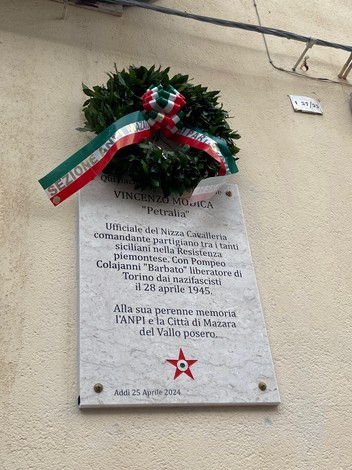 SEZIONE AN
VINCENZO MODICA
"Petralia"
Ufficiale del Nizza Cavalleria
comandante partigiano tra i tanti
siciliani nella Resistenza
piemontese. Con Pompeo
Colajanni "Barbato" liberatore di
Torino dai nazifascisti
il 28 aprile 1945.
Alla sua perenne memoria
l'ANPI e la Città di Mazara
del Vallo posero.
Addì 25 Aprile 2024